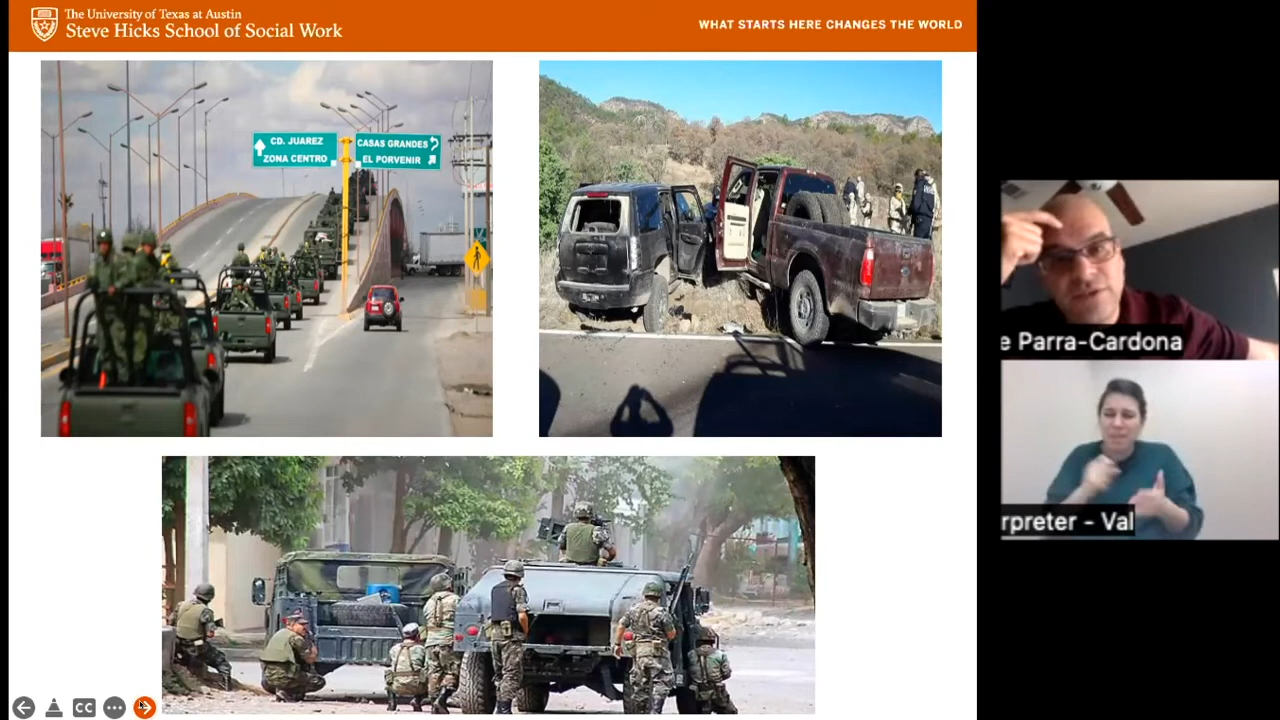 The University of Texas at Austin
Steve Hicks School of Social Work
WHAT STARTS HERE CHANGES THE WORLD
CD. JUAREZ
ZONA CENTRO
CASAS GRANDES
EL PORVENIR
e Parra-Cardona
rpreter - Val
CC